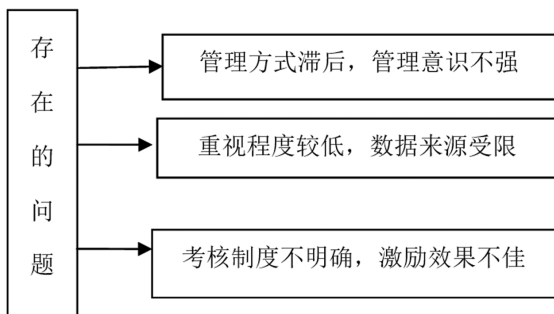 存在的问题
管理方式滞后，管理意识不强
重视程度较低，数据来源受限
考核制度不明确，激励效果不佳